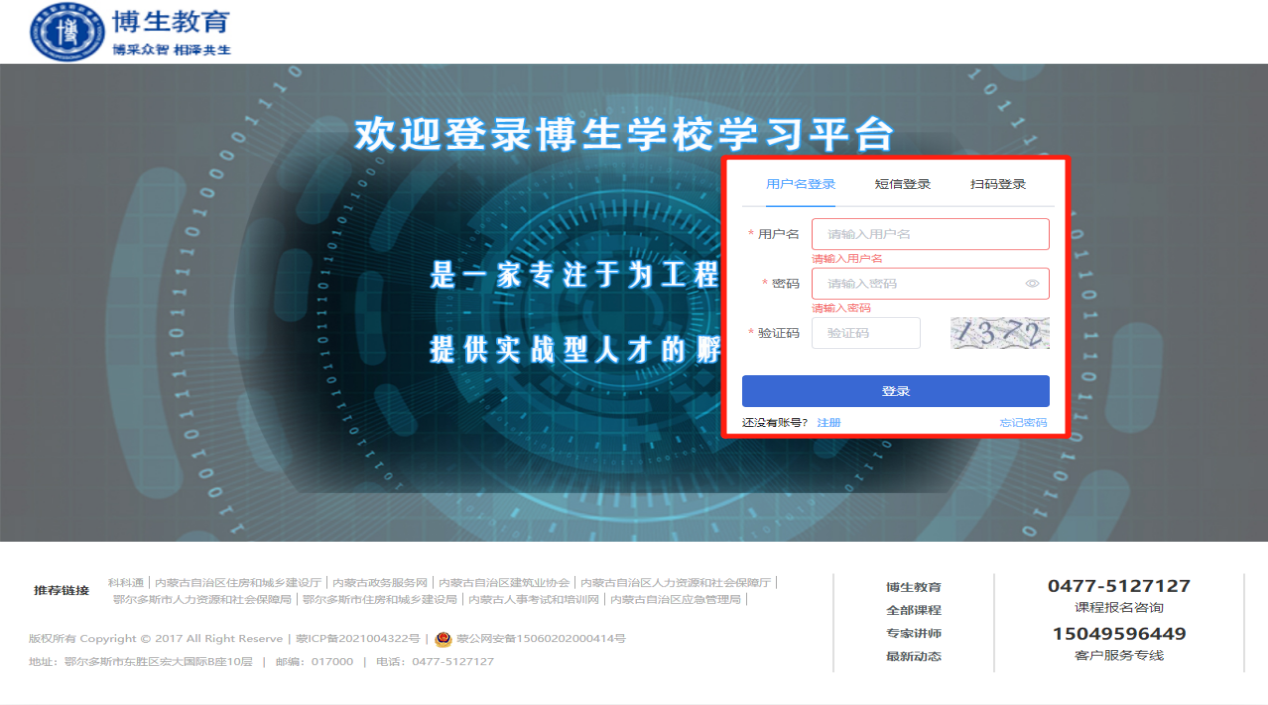 博生教育
博采众智 相泽共生
欢迎登录博生学校学习平台
是一家专注于为工程
提供实战型人才的孵
用户名登录 短信登录 扫码登录
* 用户名 请输入用户名
请输入用户名
* 密码 请输入密码
请输入密码
* 验证码 验证码 1372
登录
还没有账号? 注册 忘记密码
推荐链接
科科通 | 内蒙古自治区住房和城乡建设厅 | 内蒙古政务服务网 | 内蒙古自治区建筑业协会 | 内蒙古自治区人力资源和社会保障厅 |
鄂尔多斯市人力资源和社会保障局 | 鄂尔多斯市住房和城乡建设局 | 内蒙古人事考试和培训网 | 内蒙古自治区应急管理局 |
版权所有 Copyright © 2017 All Right Reserve | 蒙ICP备2021004322号 | 蒙公网安备15060202000414号
地址：鄂尔多斯市东胜区宏大国际B座10层 | 邮编：017000 | 电话：0477-5127127
博生教育
全部课程
专家讲师
最新动态
0477-5127127
课程报名咨询
15049596449
客户服务专线